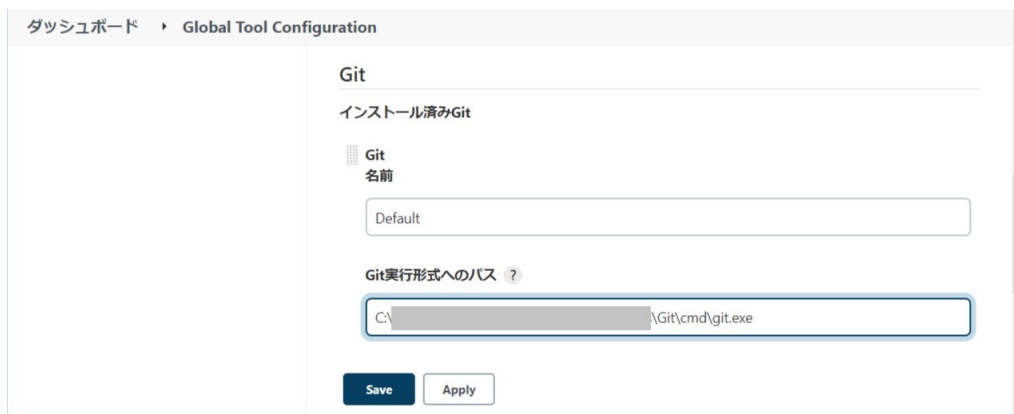 ダッシュボード ▸ Global Tool Configuration
Git
インストール済みGit
Git
名前
Default
Git実行形式へのパス ?
C:\ \Git\cmd\git.exe
Save Apply